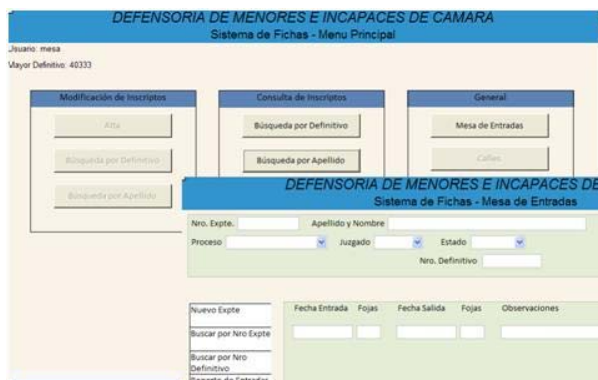 DEFENSORIA DE MENORES E INCAPACES DE CAMARA
Sistema de Fichas - Menu Principal
Usuario: mesa
Mayor Definitivo: 40333
Modificación de Inscriptos
Consulta de Inscriptos
General
Alta
Búsqueda por Definitivo
Mesa de Entradas
Búsqueda por Definitivo
Búsqueda por Apellido
Calles
Búsqueda por Apellido
DEFENSORIA DE MENORES E INCAPACES DE
Sistema de Fichas - Mesa de Entradas
Nro. Expte. Apellido y Nombre
Proceso Juzgado Estado
Nro. Definitivo
Nuevo Expte
Fecha Entrada Fojas Fecha Salida Fojas Observaciones
Buscar por Nro Expte
Buscar por Nro
Definitivo
Reporte de Entradas